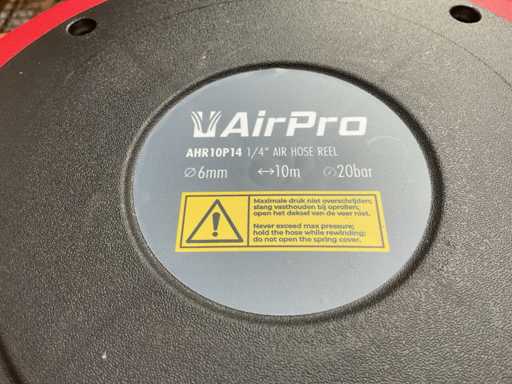 AirPro
AHR10P14 1/4" AIR HOSE REEL
⌀6mm ↔10m 20bar
Maximale druk niet overschrijden;
slang vasthouden bij oprollen;
open het deksel van de veer niet.
Never exceed max pressure;
hold the hose while rewinding;
do not open the spring cover.